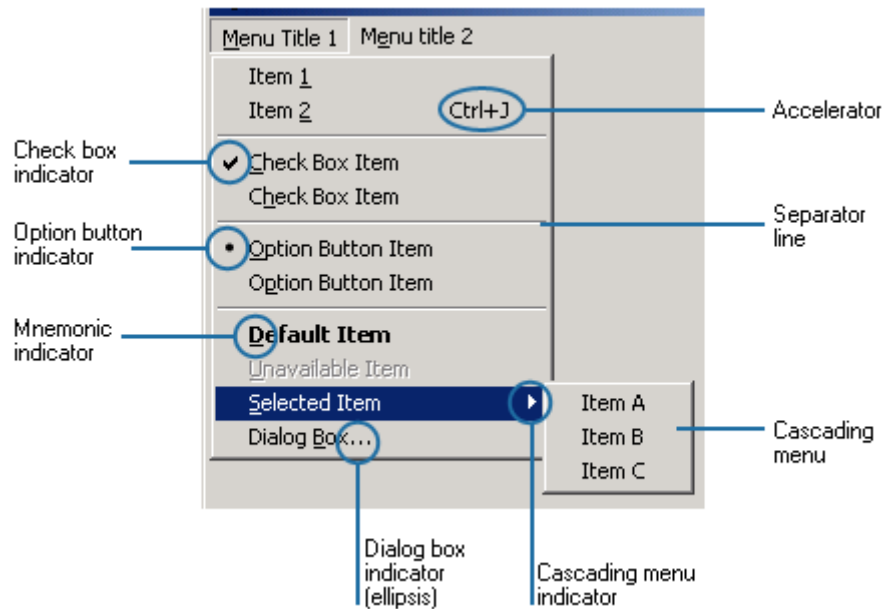 Menu Title 1 Menu title 2
Item 1
Item 2 Ctrl+J
Accelerator
Check box
indicator
Check Box Item
Check Box Item
Separator
line
Option button
indicator
Option Button Item
Option Button Item
Mnemonic
indicator
Default Item
Unavailable Item
Selected Item
Dialog Box...
Item A
Item B
Item C
Cascading
menu
Dialog box
indicator
(ellipsis)
Cascading menu
indicator